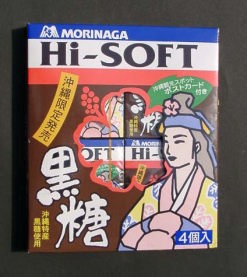 MORINAGA
Hi-SOFT
沖縄限定発売
沖縄観光スポット
ポストカード
付き
OFT
Hi-S
黒糖
沖縄特産
黒糖使用
4個入